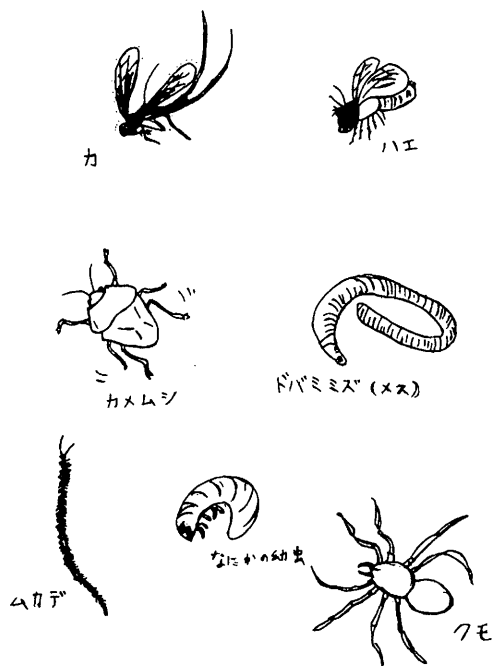 カ
ハエ
カメムシ
ドバミミズ(メス)
ムカデ
なにかの幼虫
クモ